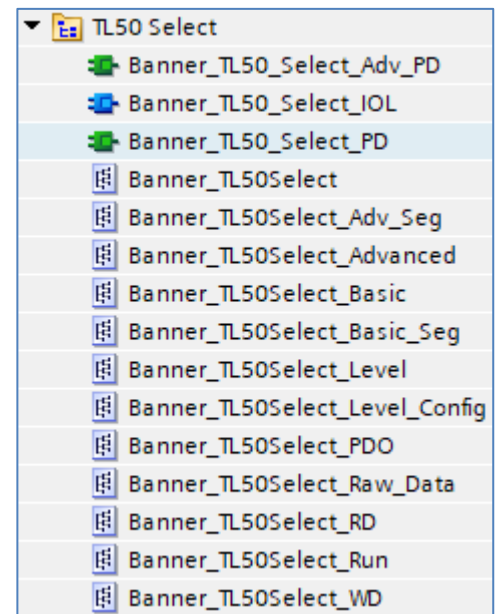 TL50 Select
Banner_TL50_Select_Adv_PD
Banner_TL50_Select_IOL
Banner_TL50_Select_PD
Banner_TL50Select
Banner_TL50Select_Adv_Seg
Banner_TL50Select_Advanced
Banner_TL50Select_Basic
Banner_TL50Select_Basic_Seg
Banner_TL50Select_Level
Banner_TL50Select_Level_Config
Banner_TL50Select_PDO
Banner_TL50Select_Raw_Data
Banner_TL50Select_RD
Banner_TL50Select_Run
Banner_TL50Select_WD